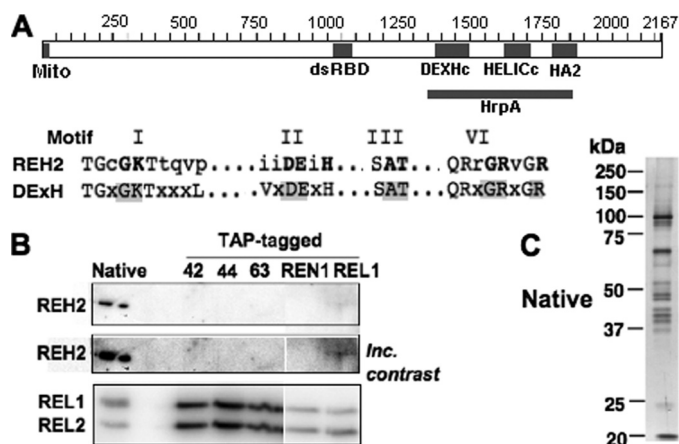 A
250 500 750 1000 1250 1500 1750 2000 2167
Mito dsRBD DEXHc HELICc HA2
HrpA
Motif I II III VI
REH2 TGcGKTtqvp....iiDEiH...SAT...QRrGRvGR
DExH TGxGKTxxxL....VxDExH...SAT...QRxGRxGR
B
TAP-tagged
Native 42 44 63 REN1 REL1
REH2
REH2 Inc. contrast
REL1
REL2
C
Native
kDa
250
150
100
75
50
37
25
20